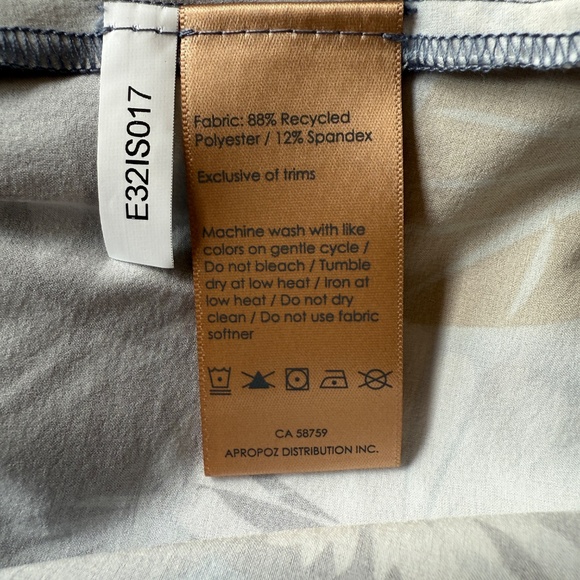 E32IS017
Fabric: 88% Recycled
Polyester / 12% Spandex
Exclusive of trims
Machine wash with like
colors on gentle cycle /
Do not bleach / Tumble
dry at low heat / Iron at
low heat / Do not dry
clean / Do not use fabric
softner
CA 58759
APROPOZ DISTRIBUTION INC.